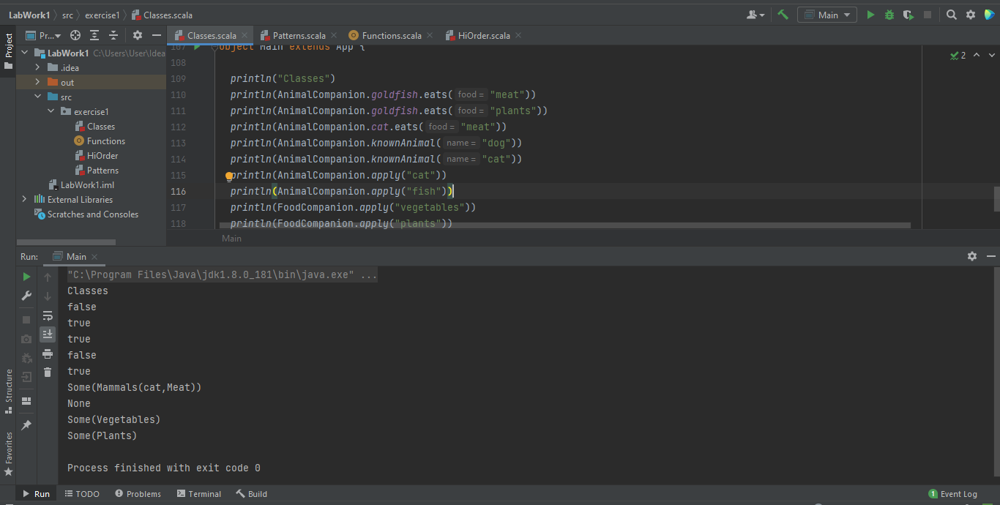 LabWork1 src exercise1 Classes.scala
Main
Project
Pr...
Classes.scala Patterns.scala Functions.scala HiOrder.scala
LabWork1 C:\Users\User\Idea
.idea
out
src
exercise1
Classes
Functions
HiOrder
Patterns
LabWork1.iml
External Libraries
Scratches and Consoles
107 object Main extends App {
108
109 println("Classes")
110 println(AnimalCompanion.goldfish.eats( food = "meat"))
111 println(AnimalCompanion.goldfish.eats( food = "plants"))
112 println(AnimalCompanion.cat.eats( food = "meat"))
113 println(AnimalCompanion.knownAnimal( name = "dog"))
114 println(AnimalCompanion.knownAnimal( name = "cat"))
115 println(AnimalCompanion.apply("cat"))
116 println(AnimalCompanion.apply("fish"))
117 println(FoodCompanion.apply("vegetables"))
118 println(FoodCompanion.apply("plants"))
2
Main
Run: Main
"C:\Program Files\Java\jdk1.8.0_181\bin\java.exe" ...
Classes
false
true
true
false
true
Some(Mammals(cat,Meat))
None
Some(Vegetables)
Some(Plants)
Process finished with exit code 0
Structure
Favorites
Run TODO Problems Terminal Build
1 Event Log